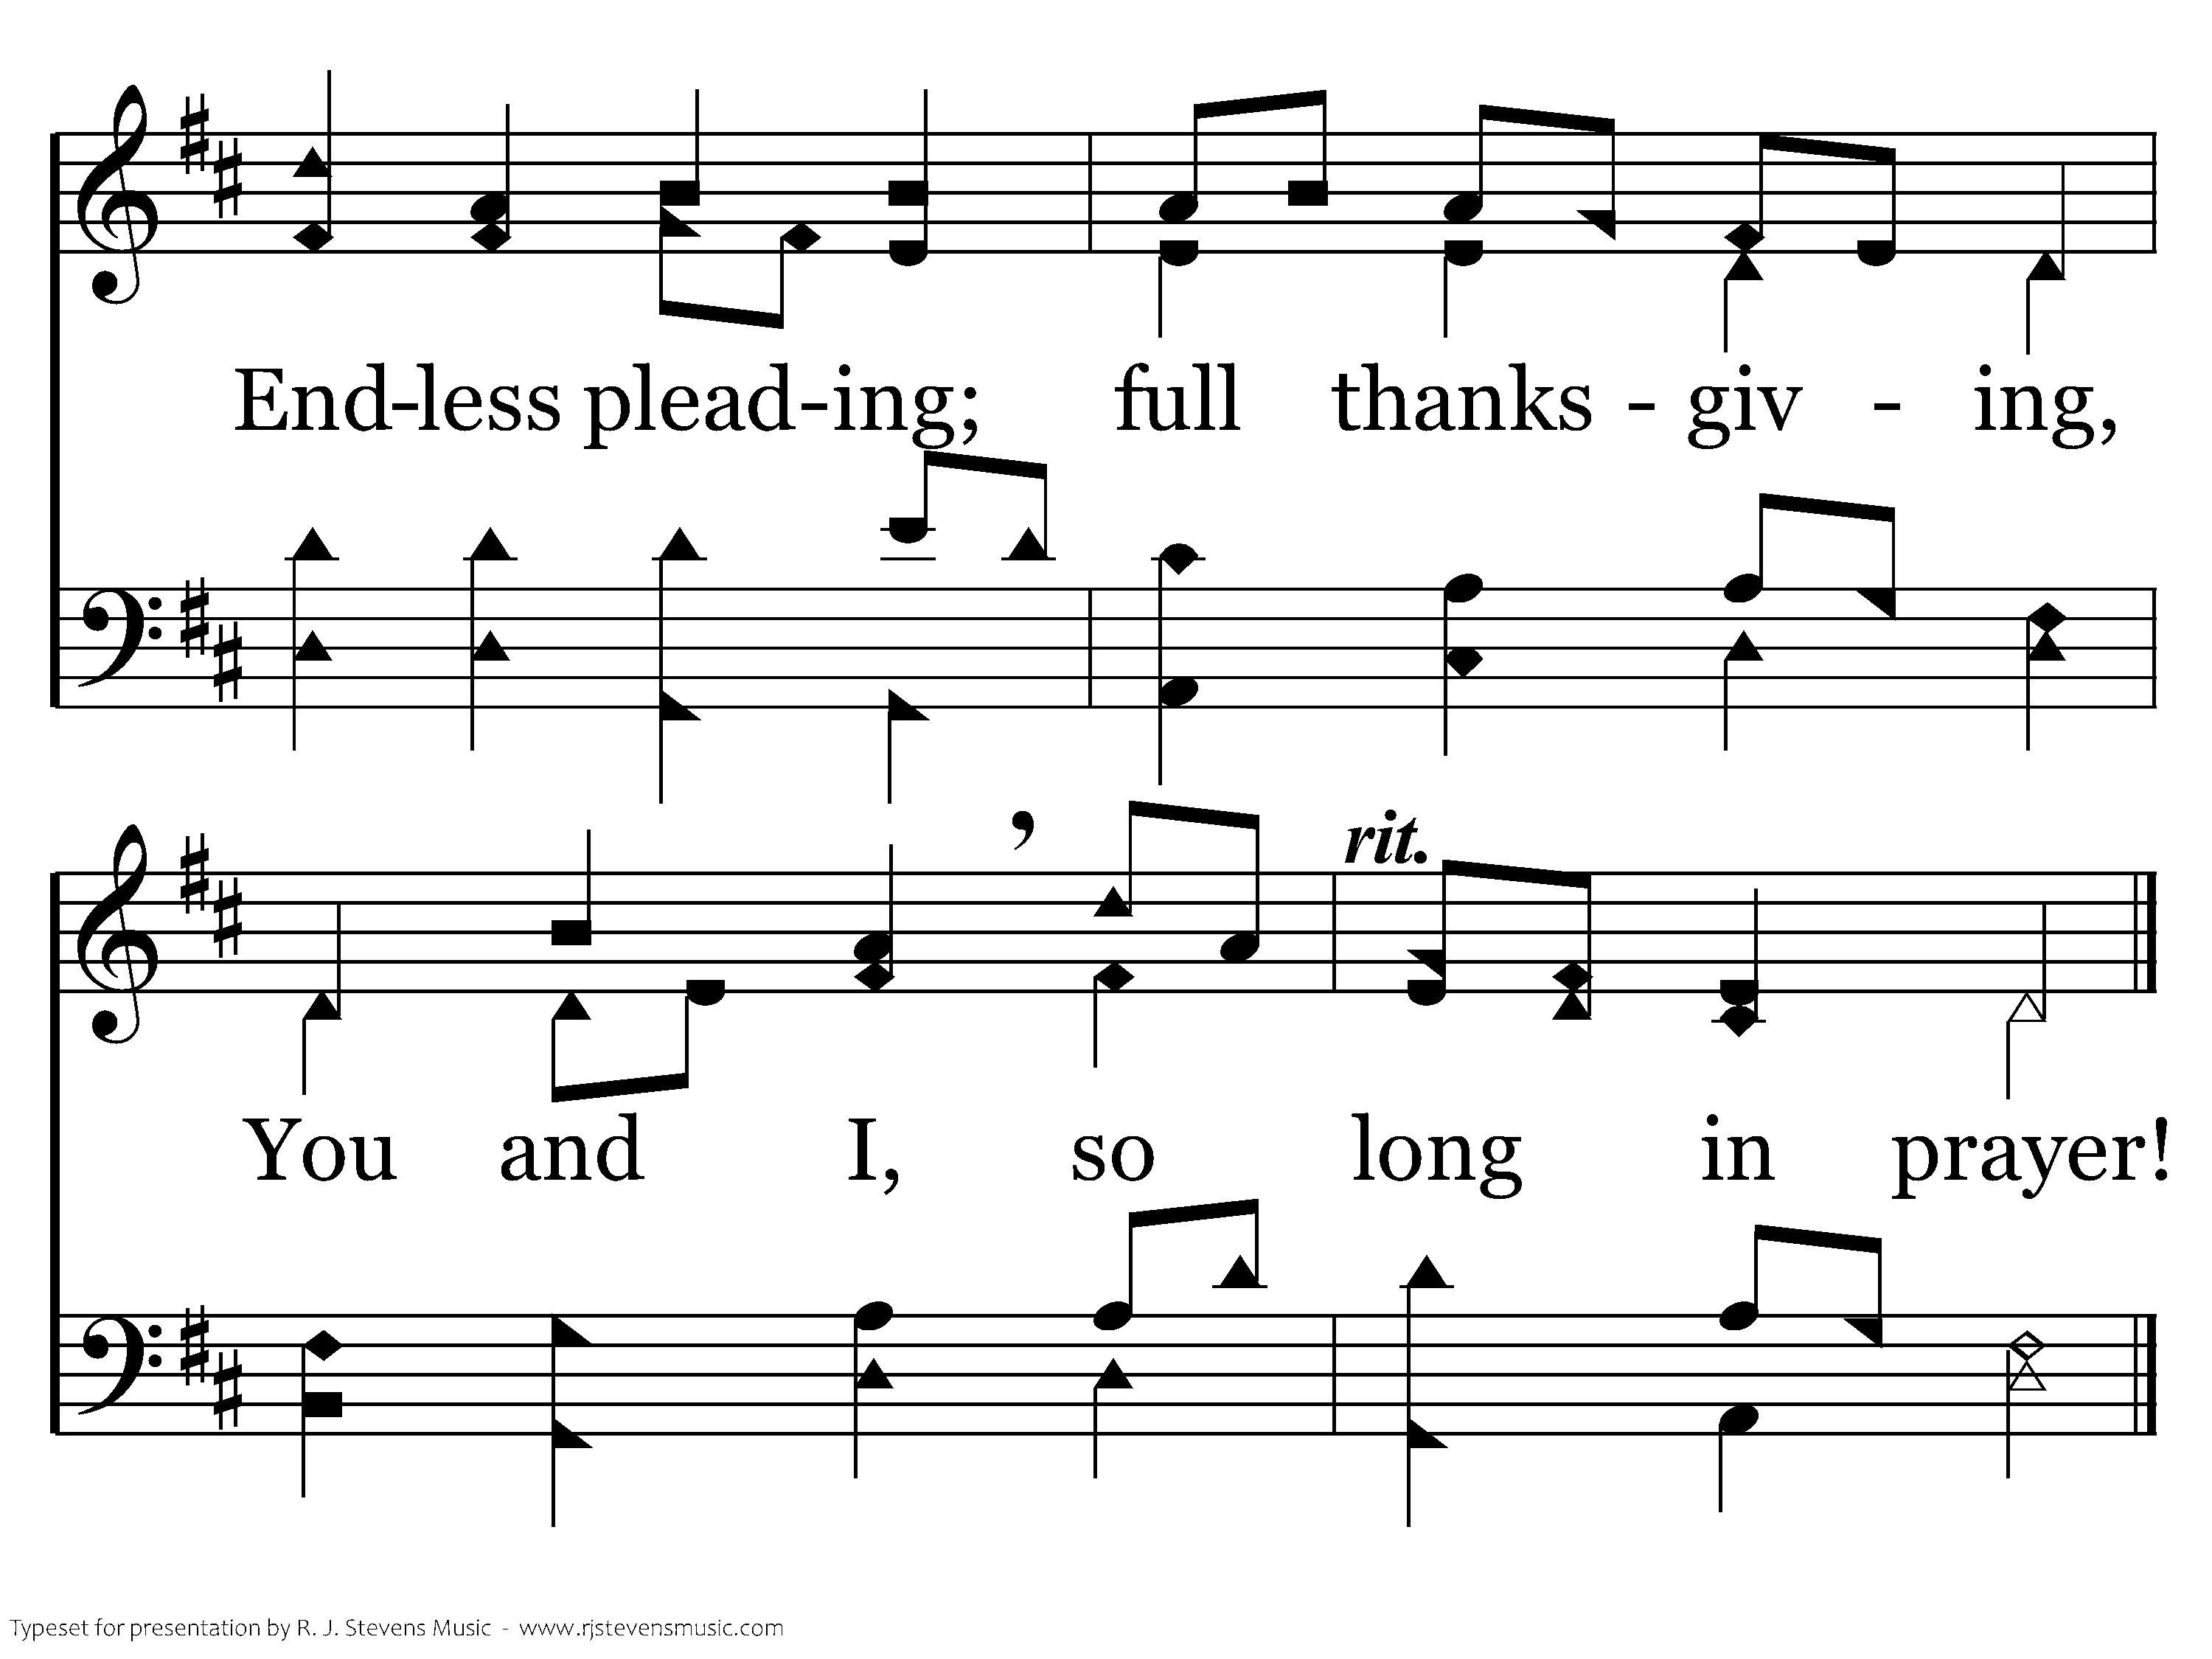 End-less plead-ing; full thanks - giv - ing,
rit.
You and I, so long in prayer!
Typeset for presentation by R. J. Stevens Music - www.rjstevensmusic.com